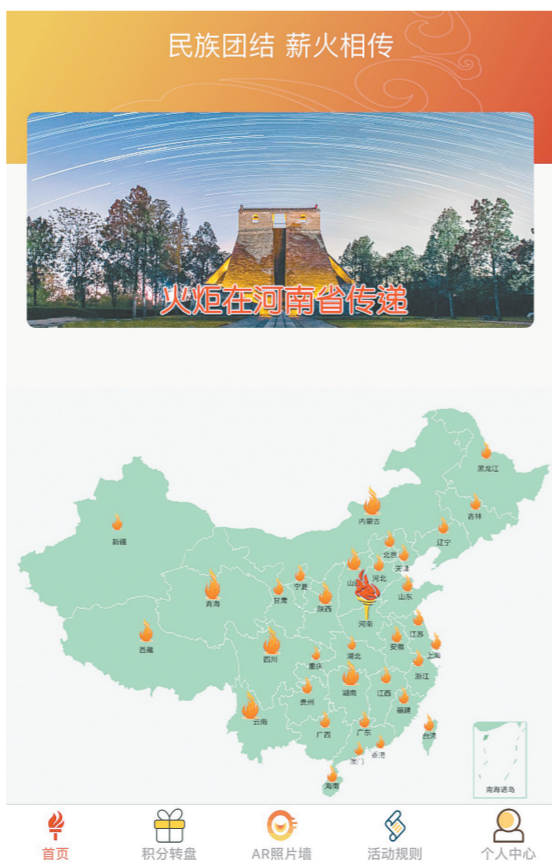 民族团结 薪火相传
火炬在河南省传递
黑龙江
吉林
内蒙古
辽宁
新疆
北京
天津
河北
宁夏
山东
青海
甘肃
陕西
河南
江苏
西藏
安徽
四川
湖北
上海
重庆
浙江
湖南
江西
贵州
福建
云南
广西
广东
台湾
香港
澳门
海南
南海诸岛
首页
积分转盘
AR照片墙
活动规则
个人中心